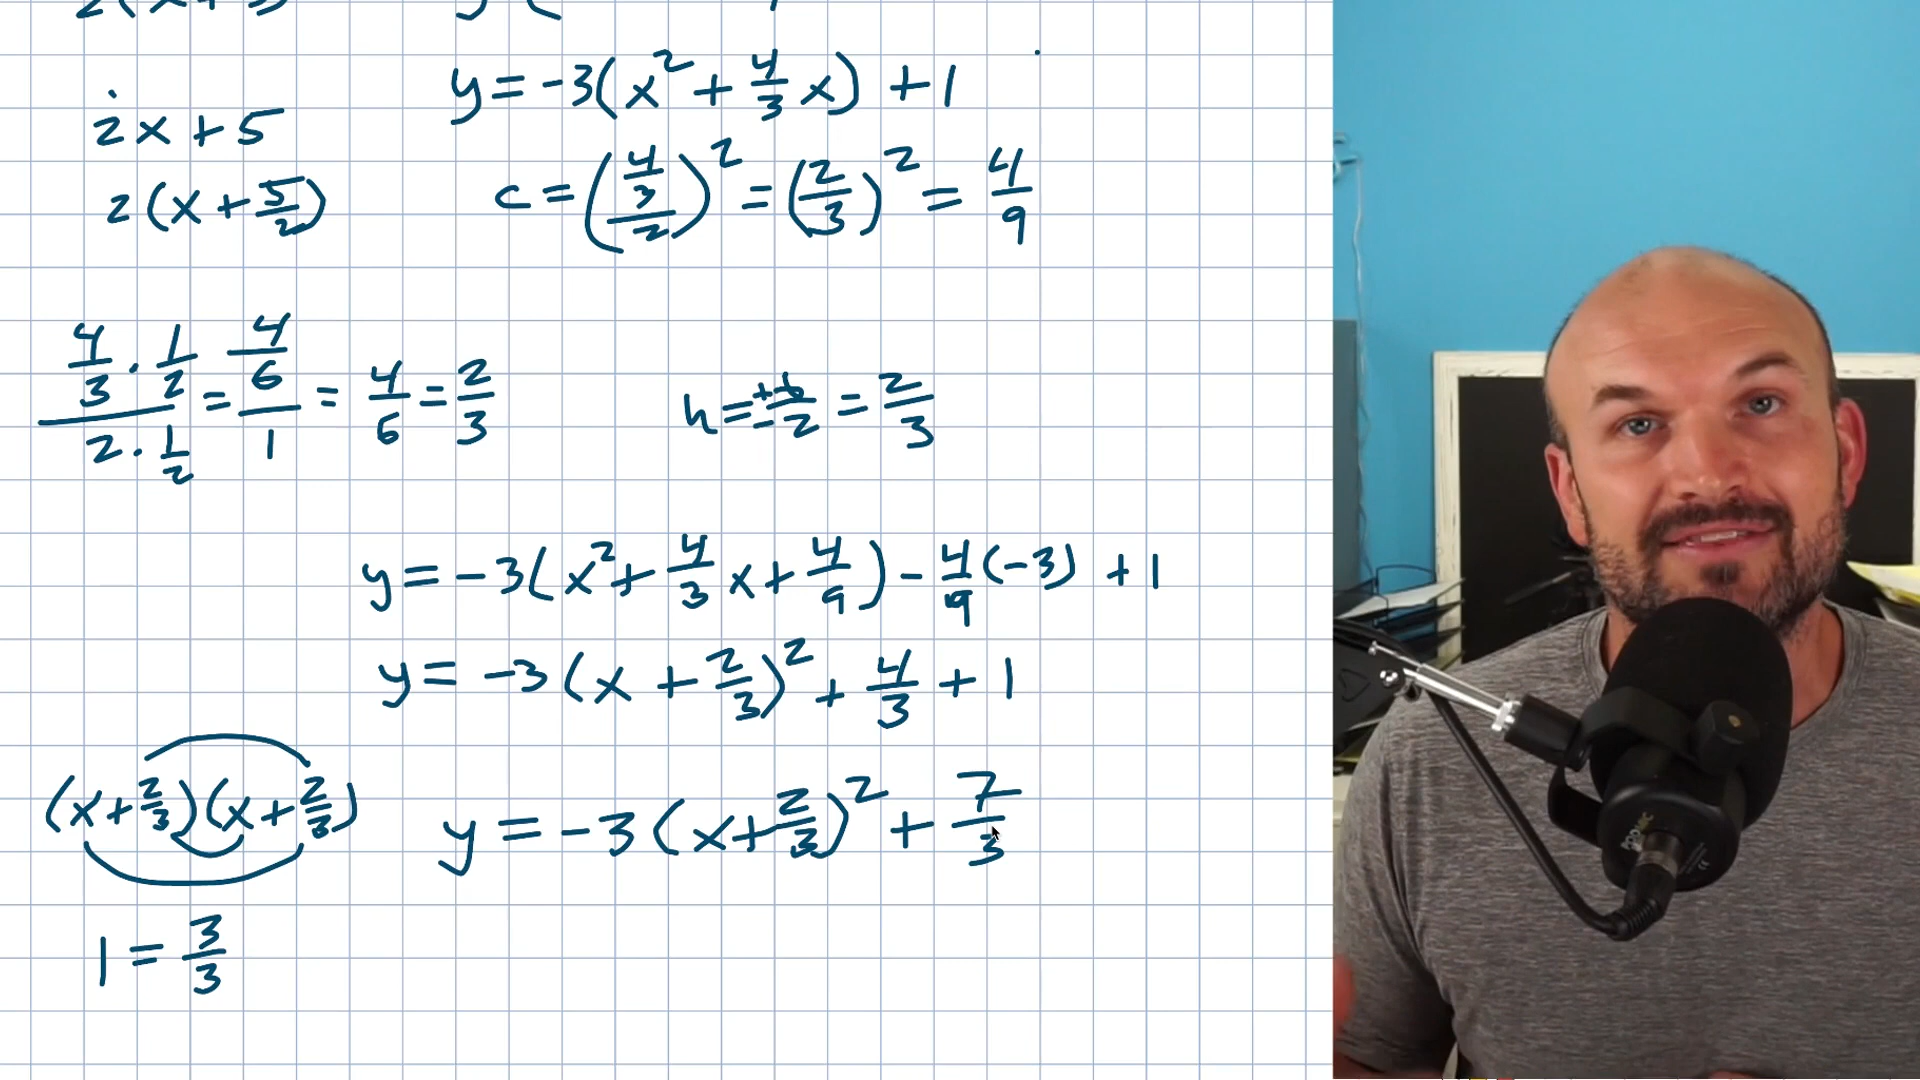 y = -3(x² + 4/3 x) + 1
2x + 5
2(x + 5/2)
c = ((4/3)/2)² = (2/3)² = 4/9
(4/3 · 1/2)/(2 · 1/2) = (4/6)/1 = 4/6 = 2/3
= 2/3
y = -3(x² + 4/3 x + 4/9) - 4/9(-3) + 1
y = -3(x + 2/3)² + 4/3 + 1
(x + 2/3)(x + 2/3)
y = -3(x + 2/3)² + 7/3
1 = 3/3